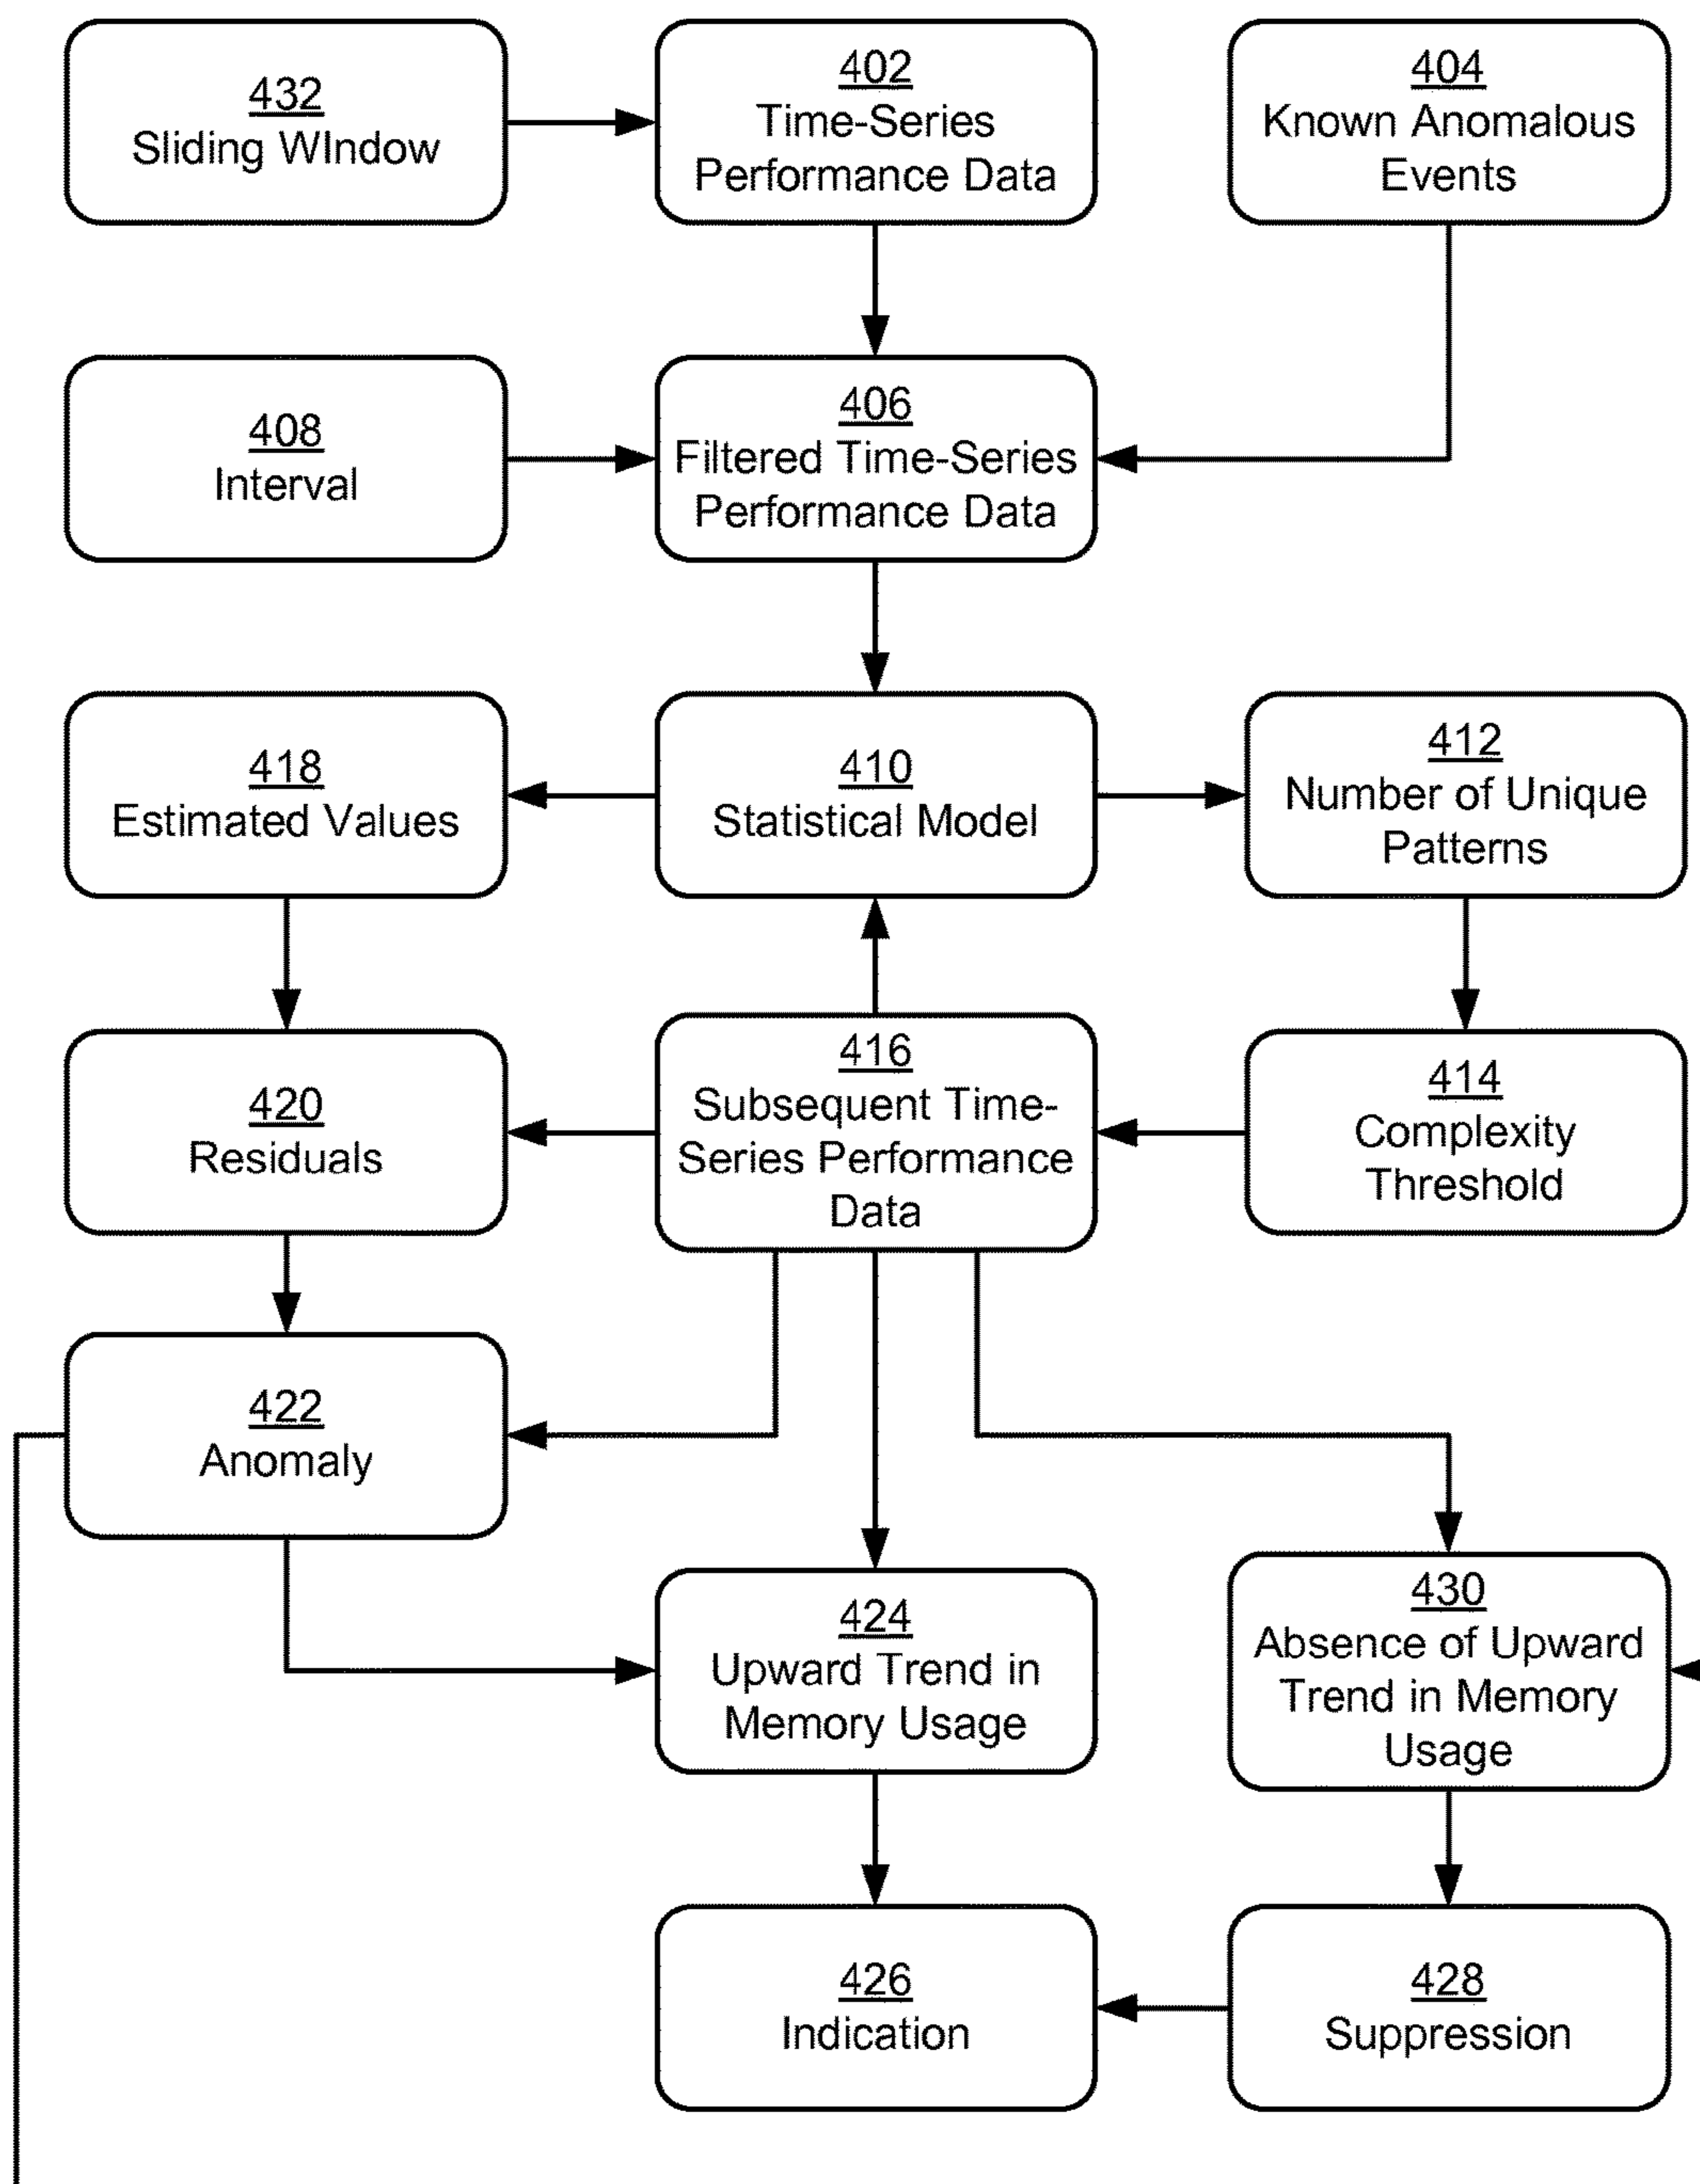 432
Sliding WIndow
402
Time-Series
Performance Data
404
Known Anomalous
Events
408
Interval
406
Filtered Time-Series
Performance Data
418
Estimated Values
410
Statistical Model
412
Number of Unique
Patterns
420
Residuals
416
Subsequent Time-
Series Performance
Data
414
Complexity
Threshold
422
Anomaly
424
Upward Trend in
Memory Usage
430
Absence of Upward
Trend in Memory
Usage
426
Indication
428
Suppression